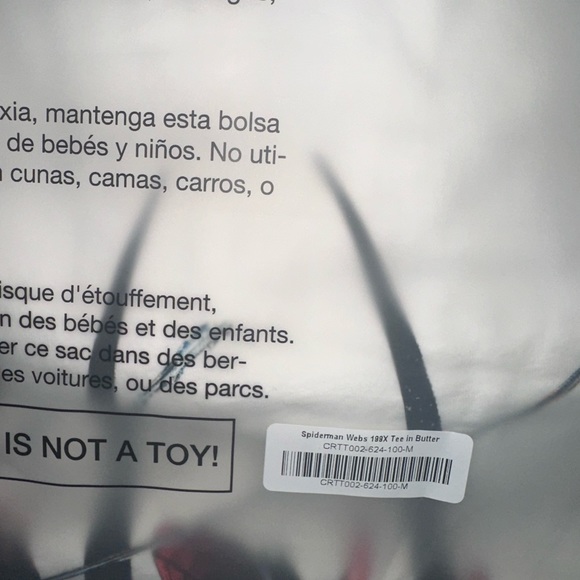 xia, mantenga esta bolsa
de bebés y niños. No uti-
n cunas, camas, carros, o
isque d'étouffement,
n des bébés et des enfants.
er ce sac dans des ber-
es voitures, ou des parcs.
IS NOT A TOY!
Spiderman Webs 198X Tee in Butter
CRTT002-624-100-M
CRTT002-624-100-M